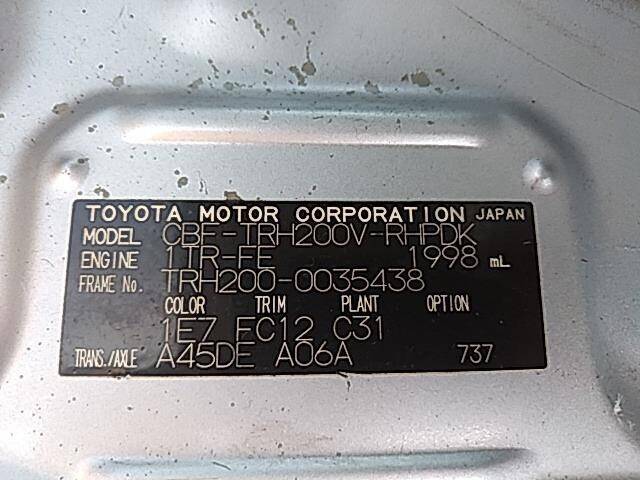 TOYOTA MOTOR CORPORATION JAPAN
MODEL CBF-TRH200V-RHPDK
ENGINE 1TR-FE 1998 mL
FRAME No. TRH200-0035438
COLOR TRIM PLANT OPTION
1E7 FC12 C31
TRANS./AXLE A45DE A06A 737